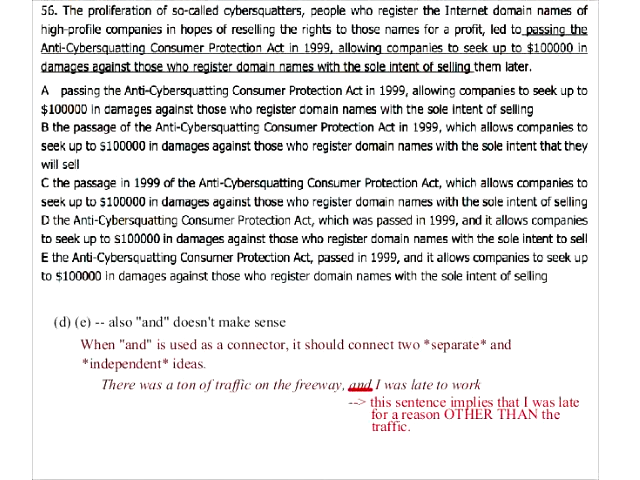 56. The proliferation of so-called cybersquatters, people who register the Internet domain names of
high-profile companies in hopes of reselling the rights to those names for a profit, led to passing the
Anti-Cybersquatting Consumer Protection Act in 1999, allowing companies to seek up to $100000 in
damages against those who register domain names with the sole intent of selling them later.
A passing the Anti-Cybersquatting Consumer Protection Act in 1999, allowing companies to seek up to
$100000 in damages against those who register domain names with the sole intent of selling
B the passage of the Anti-Cybersquatting Consumer Protection Act in 1999, which allows companies to
seek up to $100000 in damages against those who register domain names with the sole intent that they
will sell
C the passage in 1999 of the Anti-Cybersquatting Consumer Protection Act, which allows companies to
seek up to $100000 in damages against those who register domain names with the sole intent of selling
D the Anti-Cybersquatting Consumer Protection Act, which was passed in 1999, and it allows companies
to seek up to $100000 in damages against those who register domain names with the sole intent to sell
E the Anti-Cybersquatting Consumer Protection Act, passed in 1999, and it allows companies to seek up
to $100000 in damages against those who register domain names with the sole intent of selling
(d) (e) -- also "and" doesn't make sense
When "and" is used as a connector, it should connect two *separate* and
*independent* ideas.
There was a ton of traffic on the freeway, and I was late to work
--> this sentence implies that I was late
for a reason OTHER THAN the
traffic.